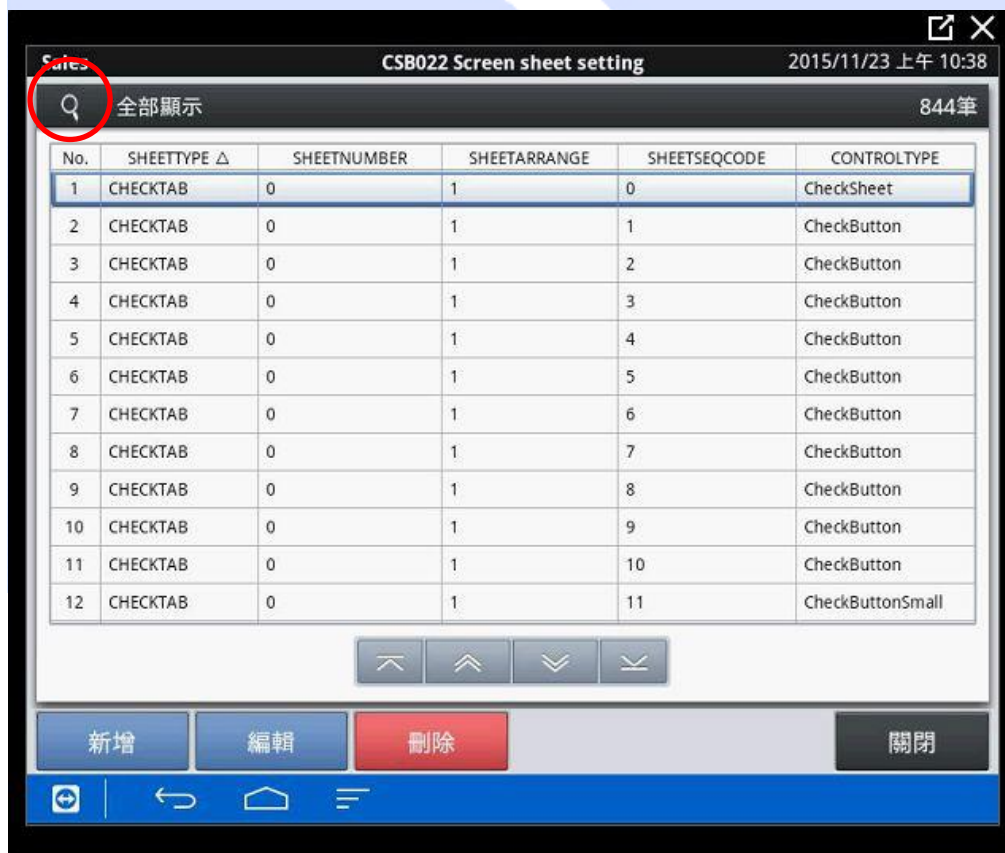 Sales CSB022 Screen sheet setting 2015/11/23 上午 10:38
全部顯示 844筆
No. SHEETTYPE △ SHEETNUMBER SHEETARRANGE SHEETSEQCODE CONTROLTYPE
1 CHECKTAB 0 1 0 CheckSheet
2 CHECKTAB 0 1 1 CheckButton
3 CHECKTAB 0 1 2 CheckButton
4 CHECKTAB 0 1 3 CheckButton
5 CHECKTAB 0 1 4 CheckButton
6 CHECKTAB 0 1 5 CheckButton
7 CHECKTAB 0 1 6 CheckButton
8 CHECKTAB 0 1 7 CheckButton
9 CHECKTAB 0 1 8 CheckButton
10 CHECKTAB 0 1 9 CheckButton
11 CHECKTAB 0 1 10 CheckButton
12 CHECKTAB 0 1 11 CheckButtonSmall
新增 編輯 刪除 關閉